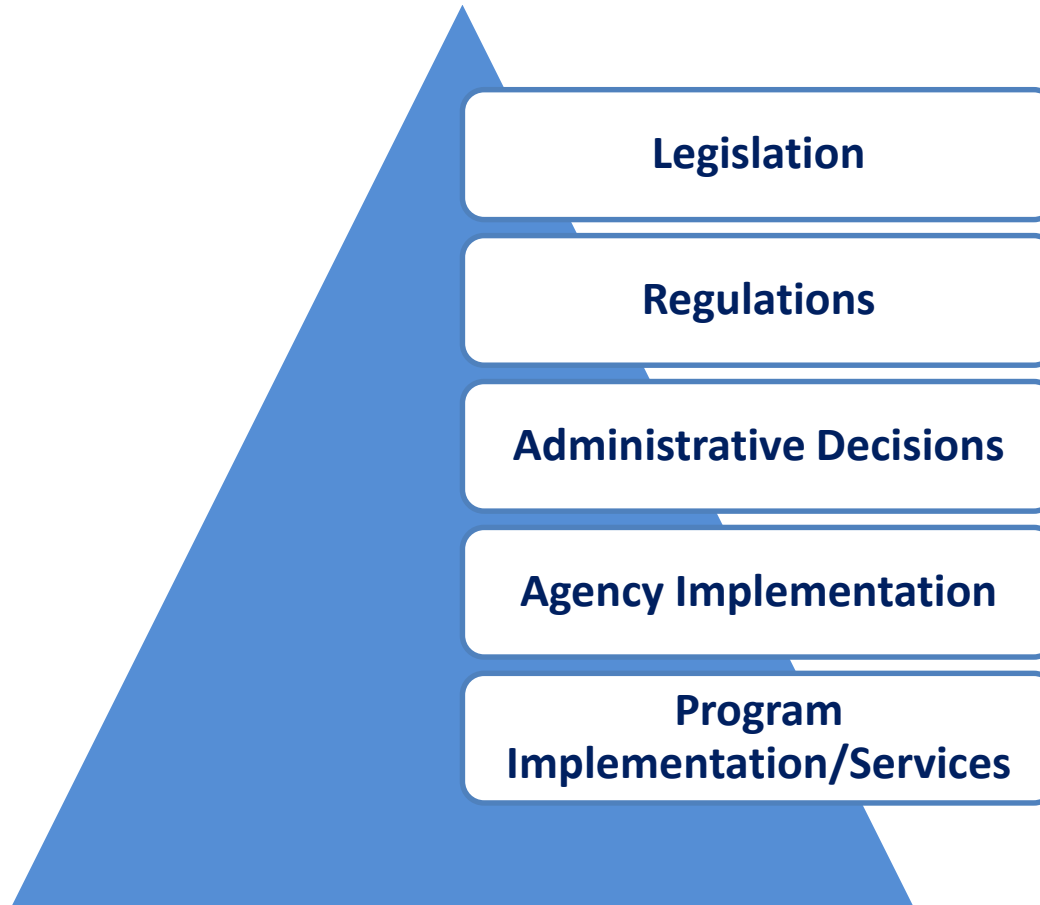 Legislation
Regulations
Administrative Decisions
Agency Implementation
Program
Implementation/Services